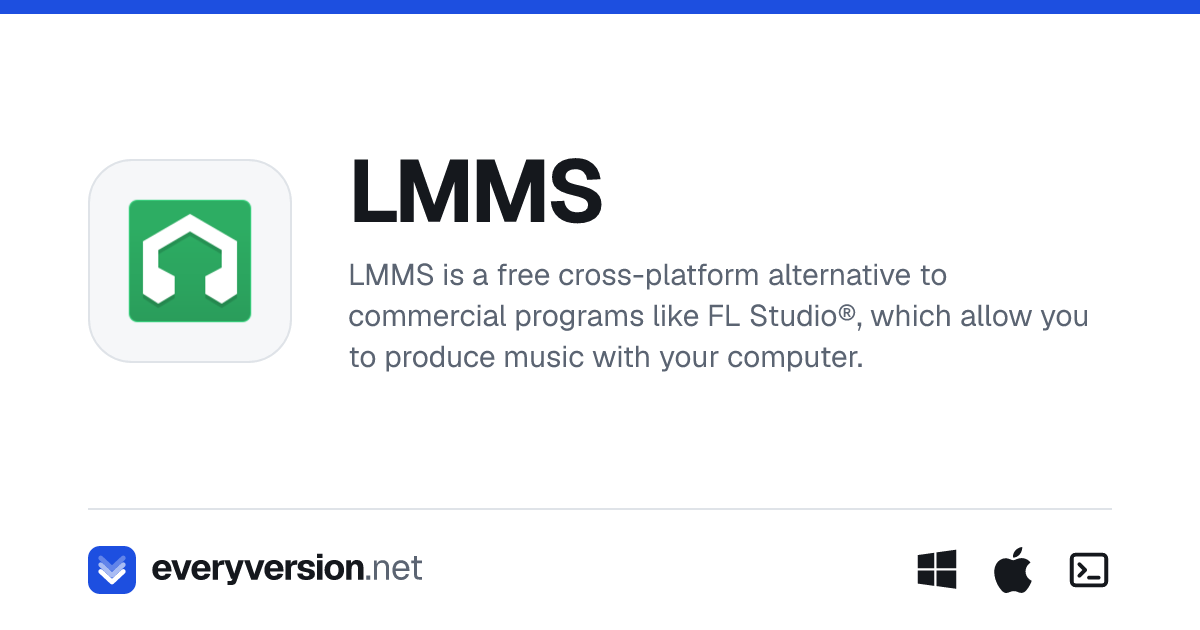 LMMS
LMMS is a free cross-platform alternative to
commercial programs like FL Studio®, which allow you
to produce music with your computer.
everyversion.net